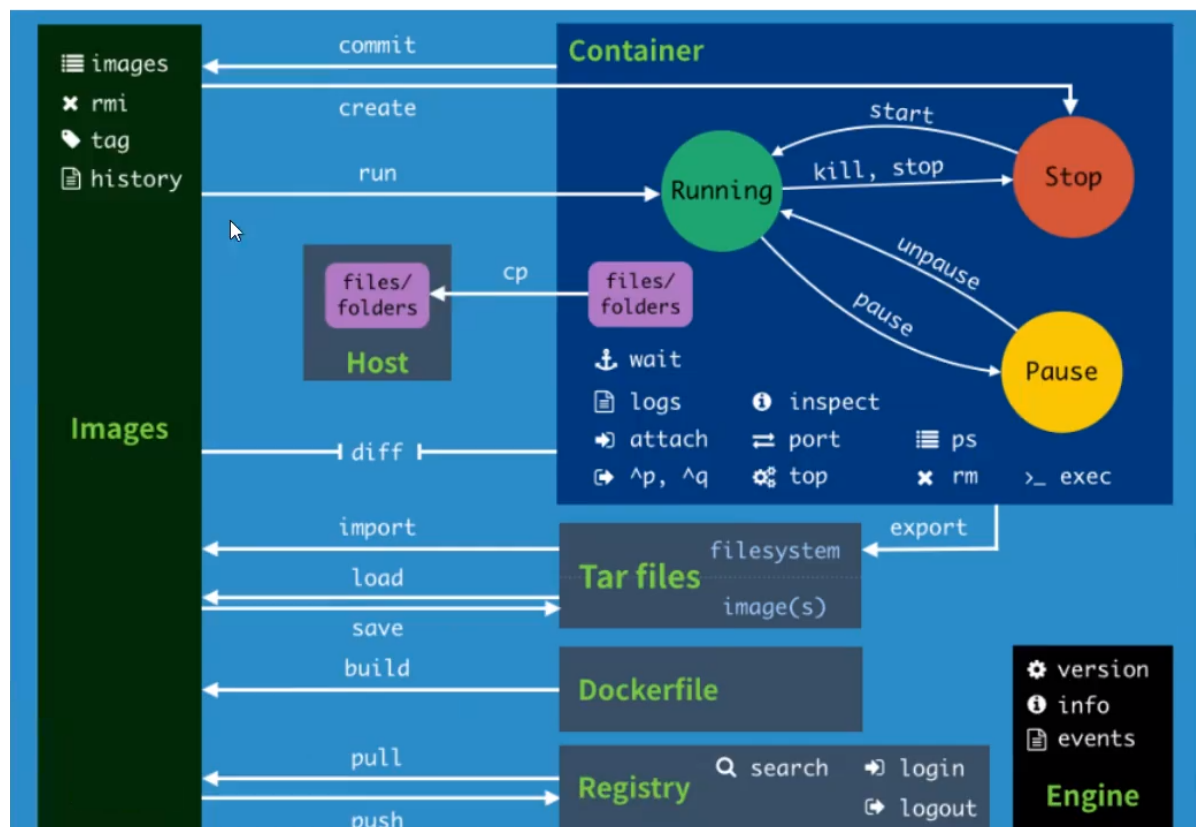 images
rmi
tag
history
Images
commit
create
run
cp
files/
folders
Host
diff
import
load
save
build
pull
push
Container
Running
start
kill, stop
Stop
unpause
pause
Pause
files/
folders
wait
logs
inspect
attach
port
ps
^p, ^q
top
rm
>_ exec
export
filesystem
Tar files
image(s)
Dockerfile
Registry
search
login
logout
version
info
events
Engine